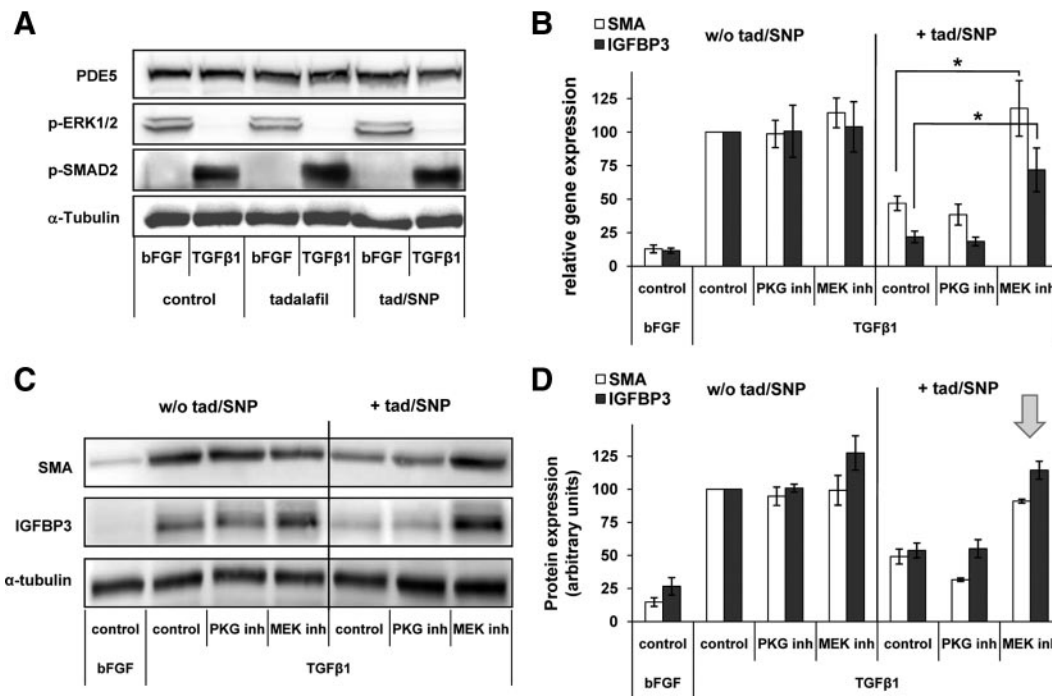 A
PDE5
p-ERK1/2
p-SMAD2
α-Tubulin
bFGF TGFβ1 bFGF TGFβ1 bFGF TGFβ1
control tadalafil tad/SNP
B
SMA
IGFBP3
w/o tad/SNP + tad/SNP
* *
relative gene expression
125
100
75
50
25
0
control control PKG inh MEK inh control PKG inh MEK inh
bFGF TGFβ1
C
w/o tad/SNP + tad/SNP
SMA
IGFBP3
α-tubulin
control control PKG inh MEK inh control PKG inh MEK inh
bFGF TGFβ1
D
SMA
IGFBP3
w/o tad/SNP + tad/SNP
Protein expression
(arbitrary units)
125
100
75
50
25
0
control control PKG inh MEK inh control PKG inh MEK inh
bFGF TGFβ1